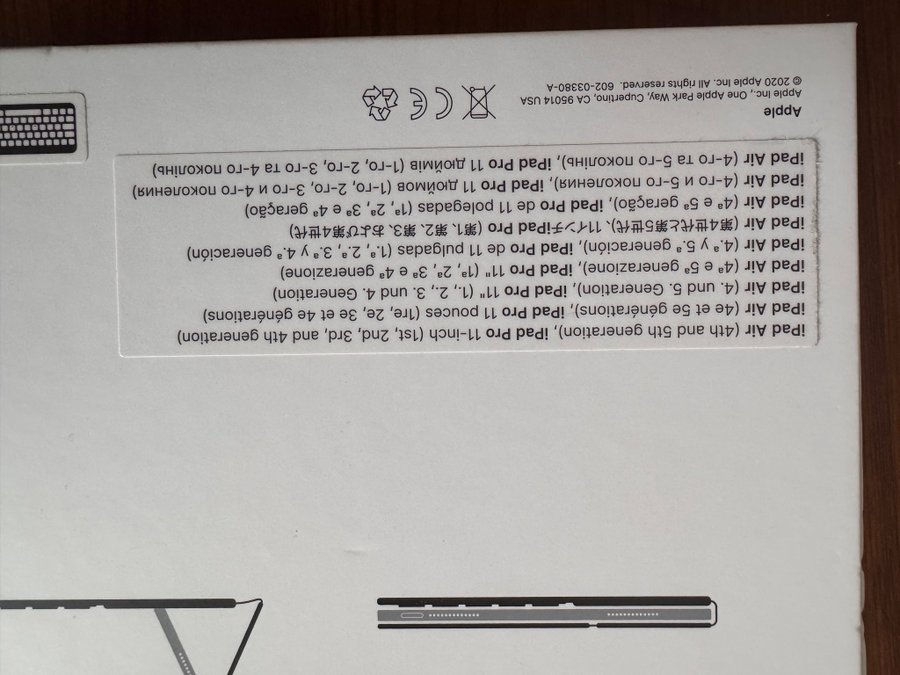 iPad Air (4th and 5th generation), iPad Pro 11-inch (1st, 2nd, 3rd, and 4th generation)
iPad Air (4e et 5e générations), iPad Pro 11 pouces (1re, 2e, 3e et 4e générations)
iPad Air (4. und 5. Generation), iPad Pro 11" (1., 2., 3. und 4. Generation)
iPad Air (4ª e 5ª generazione), iPad Pro 11" (1ª, 2ª, 3ª e 4ª generazione)
iPad Air (4.ª y 5.ª generación), iPad Pro de 11 pulgadas (1.ª, 2.ª, 3.ª y 4.ª generación)
iPad Air (第4世代と第5世代)、11インチiPad Pro (第1、第2、第3、および第4世代)
iPad Air (4ª e 5ª geração), iPad Pro de 11 polegadas (1ª, 2ª, 3ª e 4ª geração)
iPad Air (4-го и 5-го поколения), iPad Pro 11 дюймов (1-го, 2-го, 3-го и 4-го поколения)
iPad Air (4-го та 5-го поколінь), iPad Pro 11 дюймів (1-го, 2-го, 3-го та 4-го поколінь)
Apple
Apple Inc., One Apple Park Way, Cupertino, CA 95014 USA
© 2020 Apple Inc. All rights reserved. 602-03380-A
CE